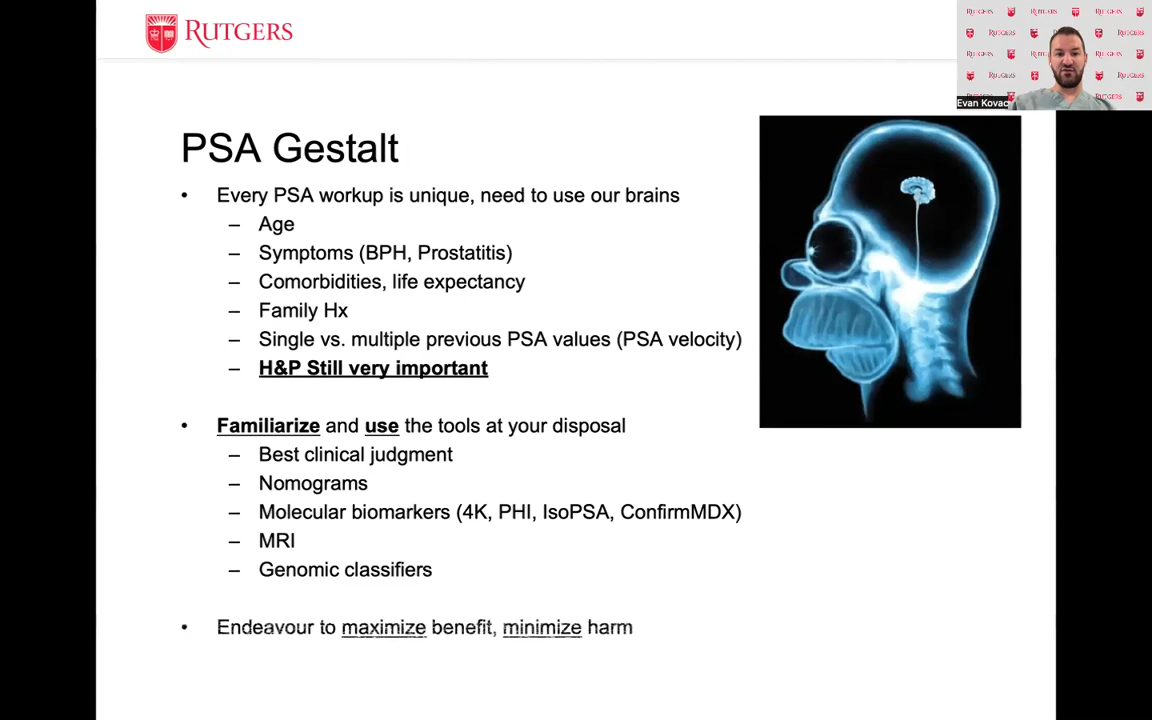 RUTGERS
Evan Kovac
PSA Gestalt
• Every PSA workup is unique, need to use our brains
– Age
– Symptoms (BPH, Prostatitis)
– Comorbidities, life expectancy
– Family Hx
– Single vs. multiple previous PSA values (PSA velocity)
– H&P Still very important
• Familiarize and use the tools at your disposal
– Best clinical judgment
– Nomograms
– Molecular biomarkers (4K, PHI, IsoPSA, ConfirmMDX)
– MRI
– Genomic classifiers
• Endeavour to maximize benefit, minimize harm